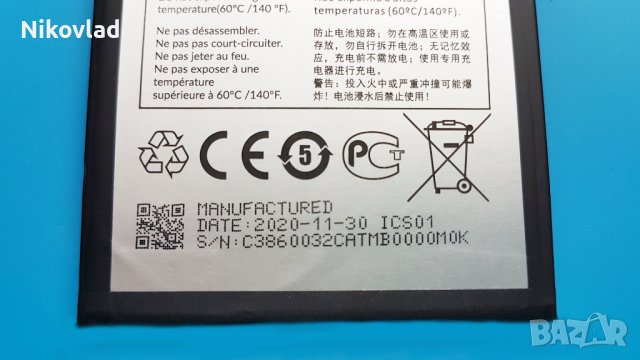 Nikovlad
temperature(60°C /140 °F).
temperatures (60ºC/140ºF).
Ne pas désassembler.
Ne pas court-circuiter.
Ne pas jeter au feu.
Ne pas exposer à une
température
supérieure à 60°C /140°F.
防止电池短路；勿在高温区使用或
存放，勿自行拆开电池；无记忆效
应，充电前不需放电；使用专用充
电器进行充电。
警告：投入火中或严重冲撞可能爆
炸！电池浸水后禁止使用！
CE 5 PCT
MANUFACTURED
DATE:2020-11-30 ICS01
S/N:C3860032CATMB0000M0K
BAZAR
bg